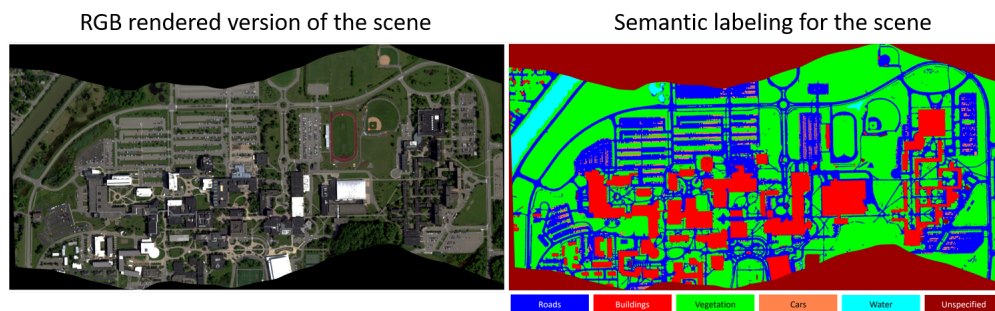 RGB rendered version of the scene
Semantic labeling for the scene
Roads
Buildings
Vegetation
Cars
Water
Unspecified